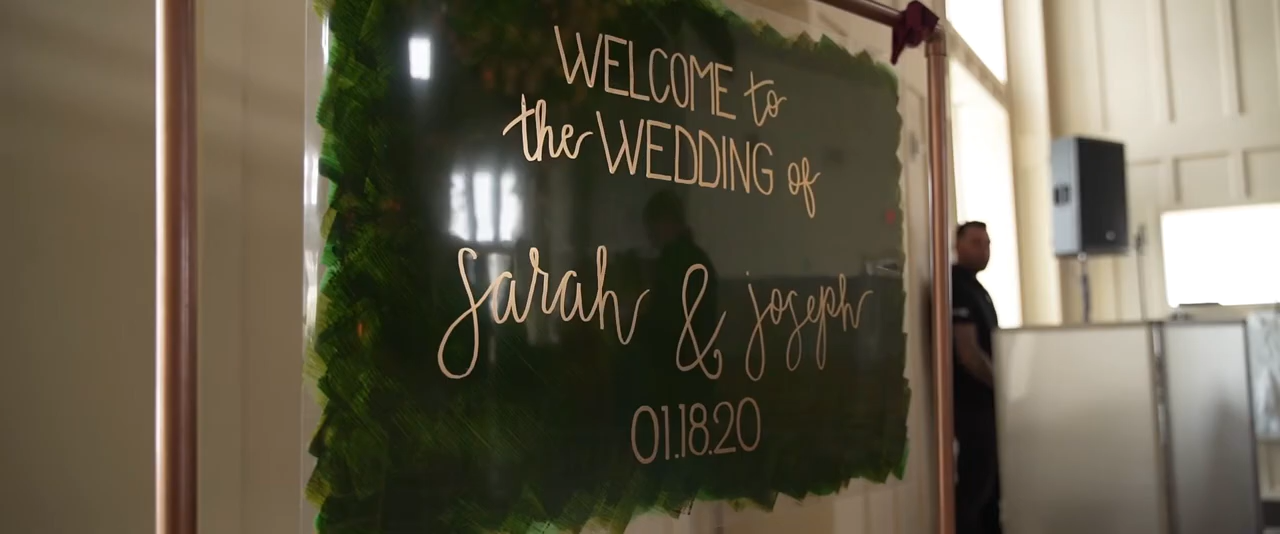 WELCOME to
the WEDDING of
sarah & joseph
01.18.20